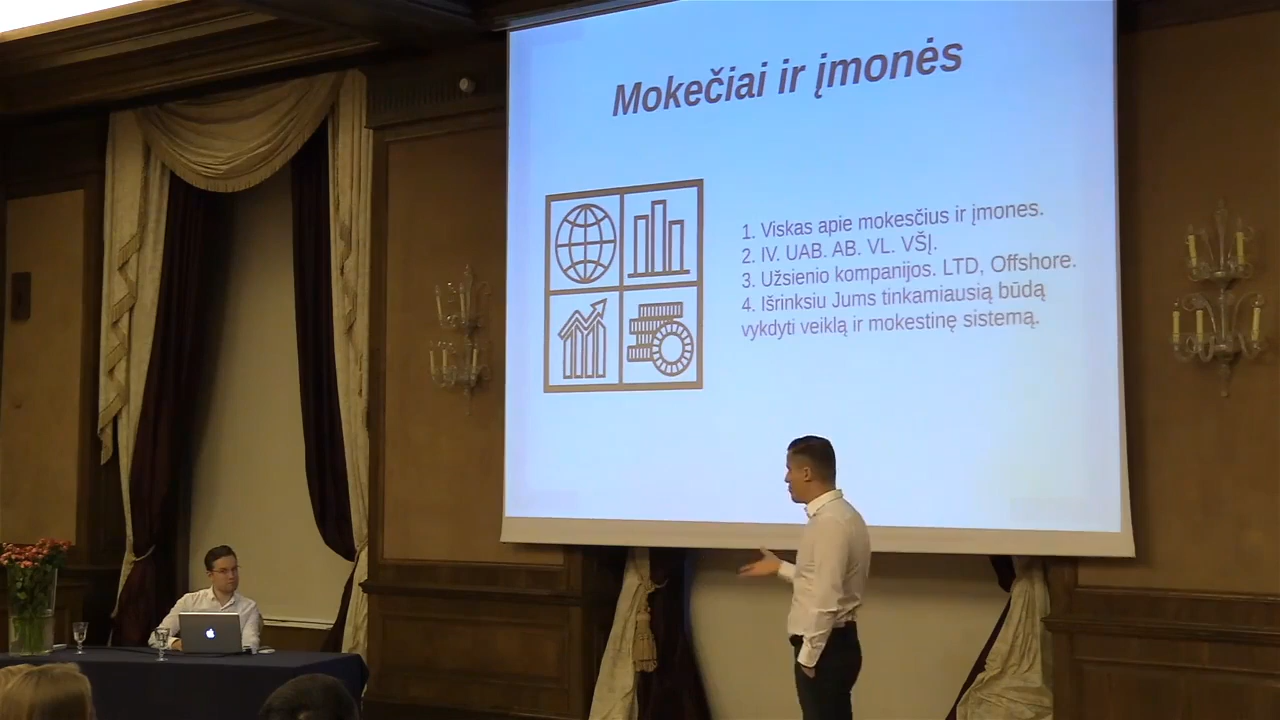 Mokečiai ir įmonės
1. Viskas apie mokesčius ir įmones.
2. IV. UAB. AB. VL. VŠĮ.
3. Užsienio kompanijos. LTD, Offshore.
4. Išrinksiu Jums tinkamiausią būdą
vykdyti veiklą ir mokestinę sistemą.